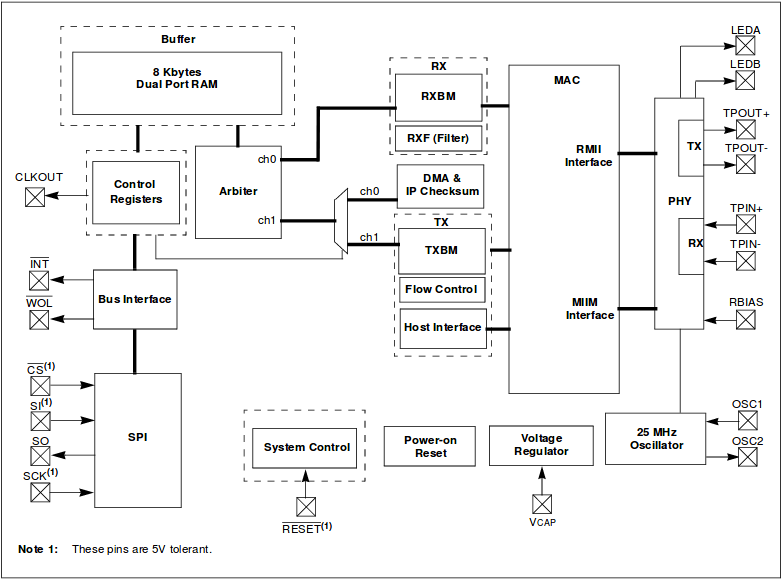 Buffer
8 Kbytes
Dual Port RAM
RX
RXBM
RXF (Filter)
MAC
RMII
Interface
MIIM
Interface
LEDA
LEDB
TPOUT+
TPOUT-
TX
PHY
RX
TPIN+
TPIN-
RBIAS
CLKOUT
Control
Registers
Arbiter
ch0
ch1
ch0
ch1
DMA &
IP Checksum
TX
TXBM
Flow Control
Host Interface
INT
WOL
Bus Interface
CS(1)
SI(1)
SO
SCK(1)
SPI
System Control
RESET(1)
Power-on
Reset
Voltage
Regulator
VCAP
25 MHz
Oscillator
OSC1
OSC2
Note 1: These pins are 5V tolerant.